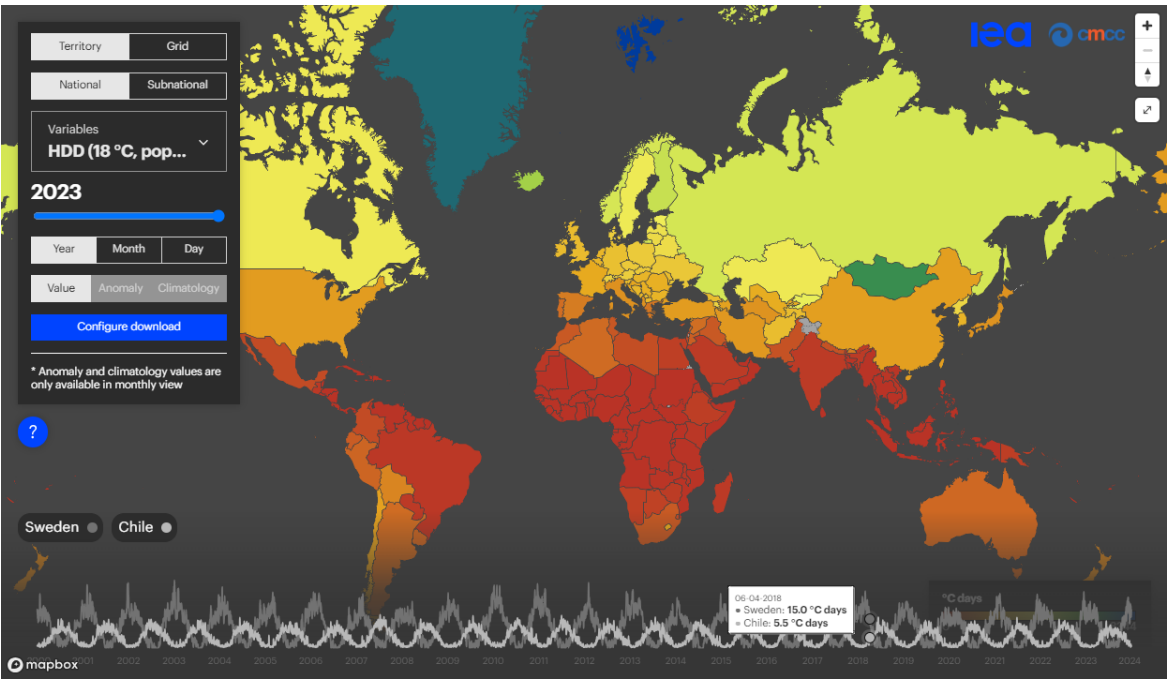 Territory Grid
National Subnational
Variables
HDD (18 °C, pop...
2023
Year Month Day
Value Anomaly Climatology
Configure download
* Anomaly and climatology values are
only available in monthly view
?
iea cmcc
+
Sweden Chile
06-04-2018
Sweden: 15.0 °C days
Chile: 5.5 °C days
°C days
2001 2002 2003 2004 2005 2006 2007 2008 2009 2010 2011 2012 2013 2014 2015 2016 2017 2018 2019 2020 2021 2022 2023 2024
mapbox